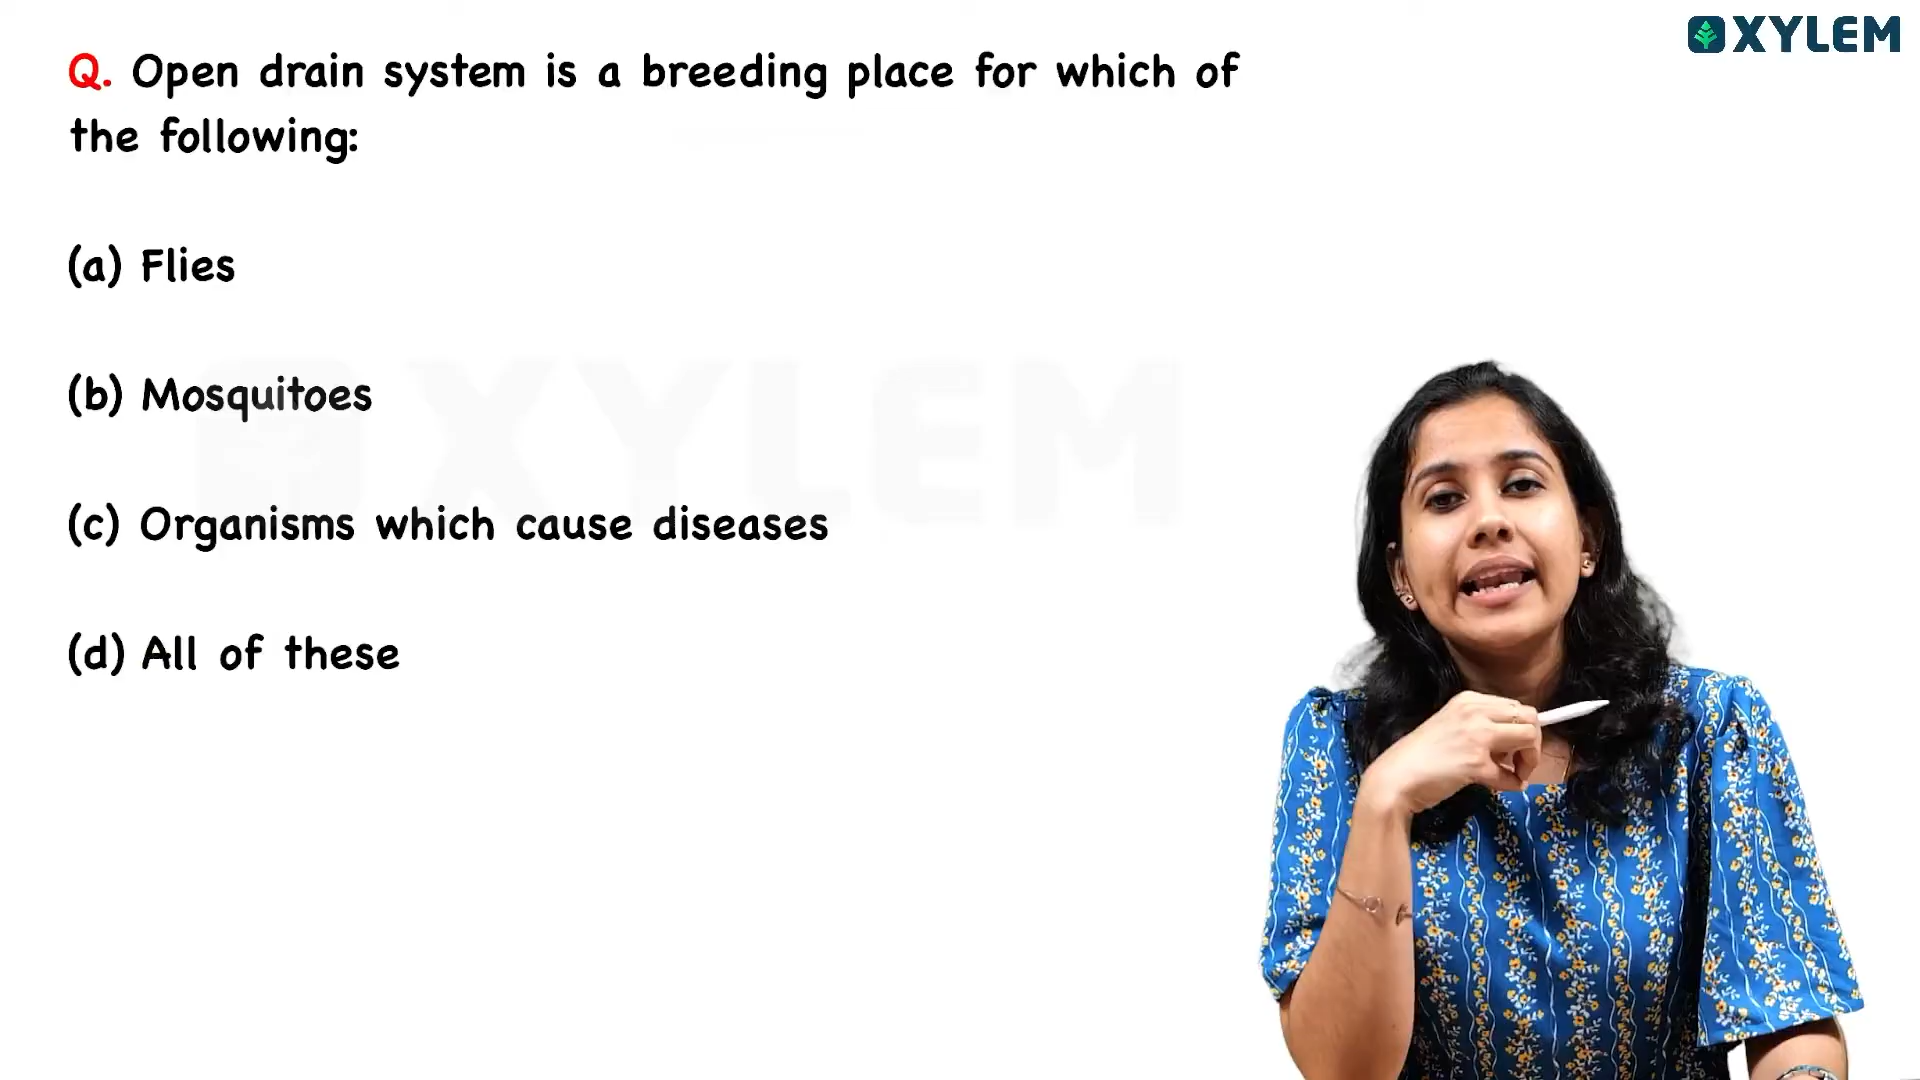 XYLEM
Q. Open drain system is a breeding place for which of
the following:
(a) Flies
(b) Mosquitoes
(c) Organisms which cause diseases
(d) All of these
XYLEM